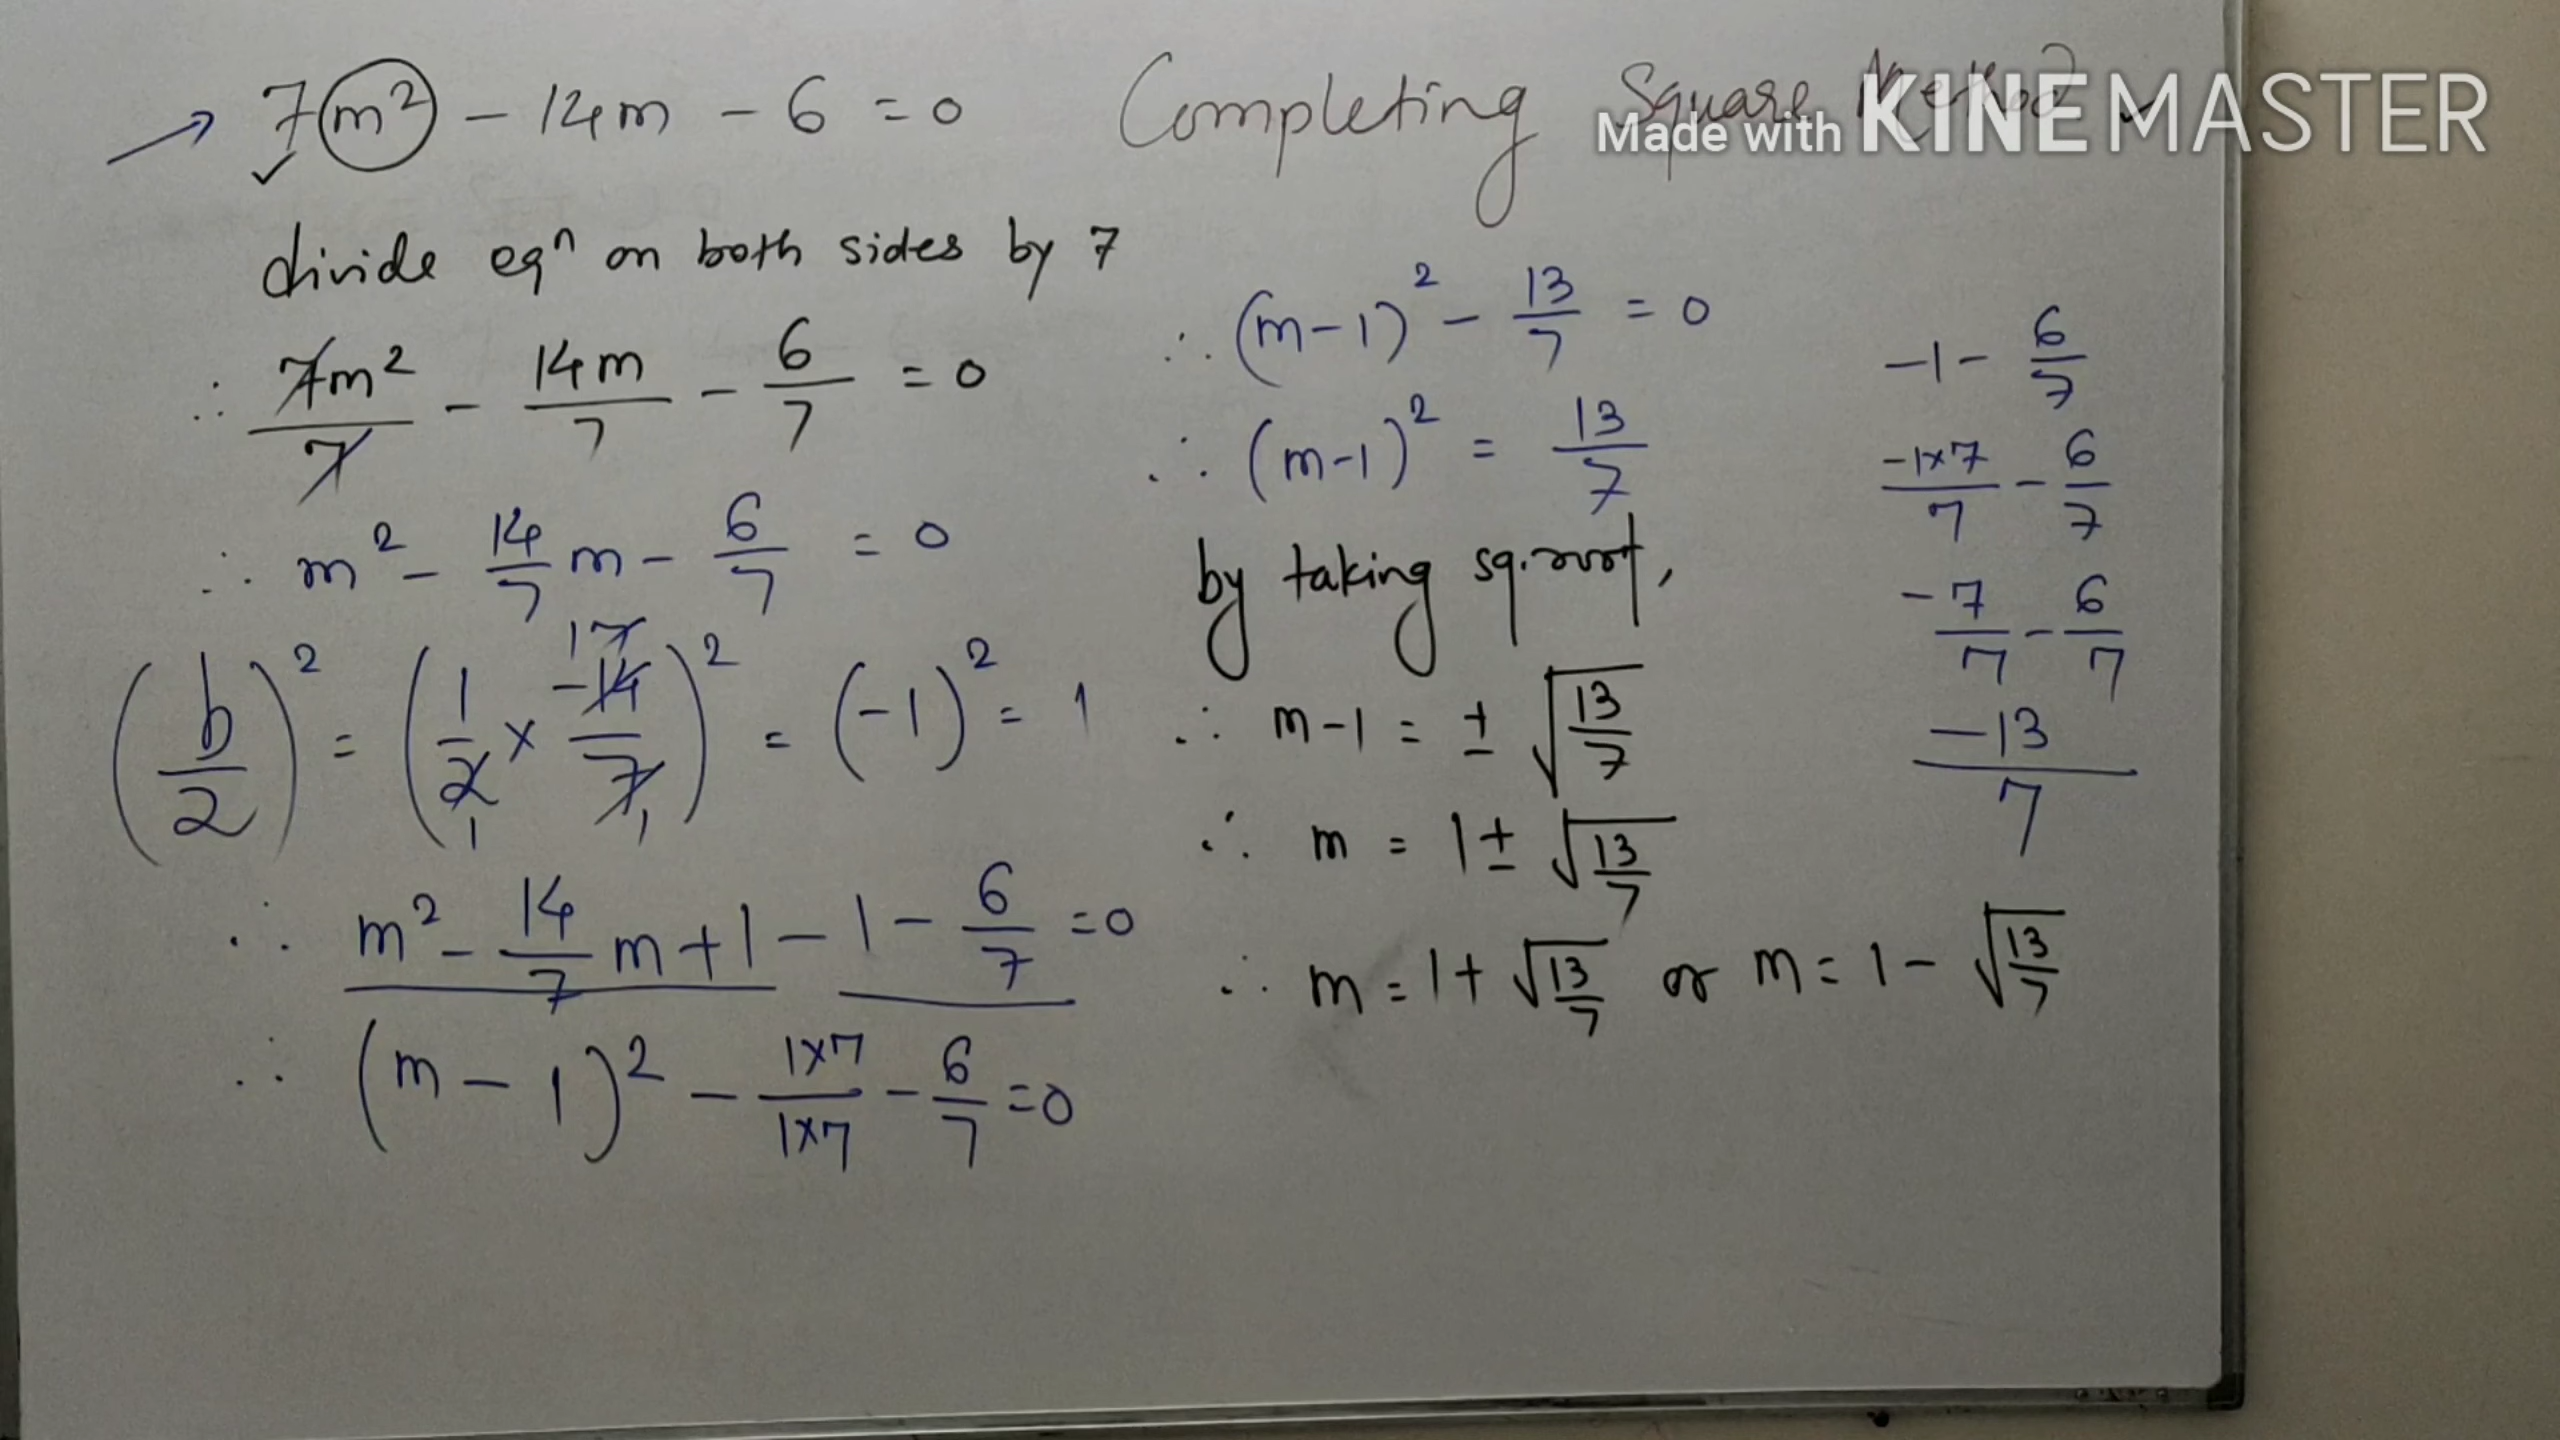 7m² - 14m - 6 = 0 Completing Square Method
Made with KINEMASTER
divide eqⁿ on both sides by 7
∴ 7m²/7 - 14m/7 - 6/7 = 0
∴ m² - 14/7 m - 6/7 = 0
(b/2)² = (1/2 × -14/7)² = (-1)² = 1
∴ m² - 14/7 m + 1 - 1 - 6/7 = 0
∴ (m - 1)² - 1×7/1×7 - 6/7 = 0
∴ (m-1)² - 13/7 = 0
∴ (m-1)² = 13/7
by taking sq. root,
∴ m-1 = ± √(13/7)
∴ m = 1 ± √(13/7)
∴ m = 1 + √(13/7) or m = 1 - √(13/7)
-1 - 6/7
-1×7/7 - 6/7
-7/7 - 6/7
-13/7